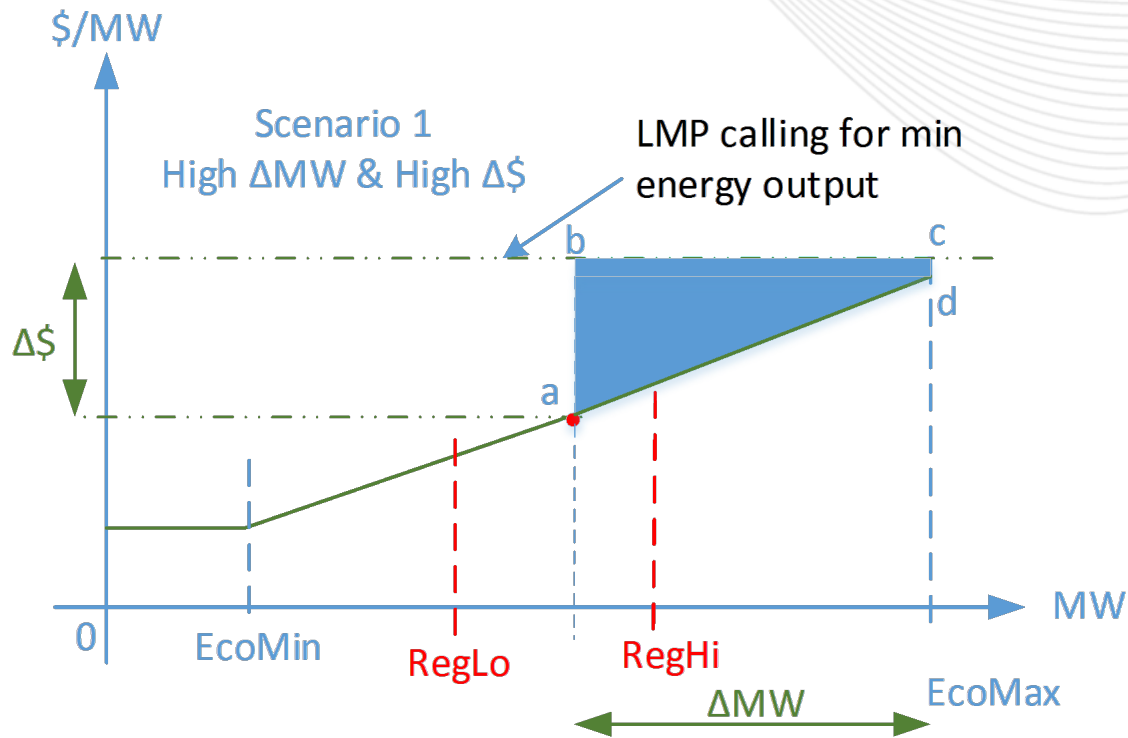 $/MW
Scenario 1
High ΔMW & High Δ$
LMP calling for min
energy output
b
c
d
Δ$
a
0
EcoMin
RegLo
RegHi
MW
EcoMax
ΔMW